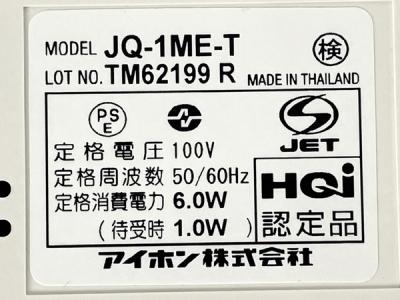 MODEL JQ-1ME-T 検
LOT NO. TM62199 R MADE IN THAILAND
PS
E
S
JET
定格電圧 100V
定格周波数 50/60Hz
定格消費電力 6.0W
(待受時) 1.0W)
HQi
認定品
アイホン株式会社